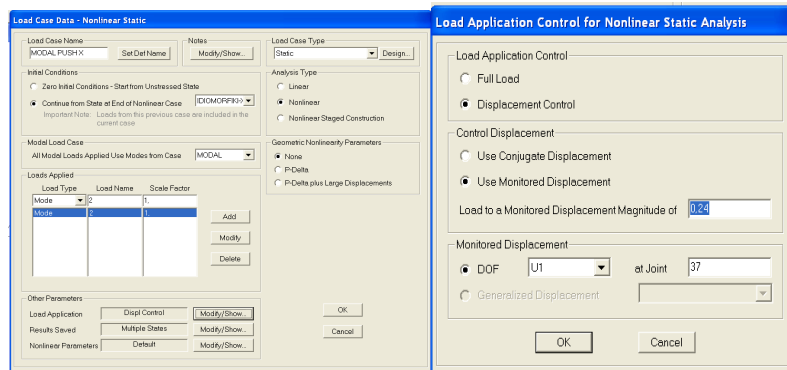 Load Case Data - Nonlinear Static
Load Case Name
MODAL PUSH X
Set Def Name
Notes
Modify/Show...
Load Case Type
Static
Design...
Initial Conditions
Zero Initial Conditions - Start from Unstressed State
Continue from State at End of Nonlinear Case
IDIOMORFIKH
Important Note: Loads from this previous case are included in the
current case
Analysis Type
Linear
Nonlinear
Nonlinear Staged Construction
Modal Load Case
All Modal Loads Applied Use Modes from Case
MODAL
Geometric Nonlinearity Parameters
None
P-Delta
P-Delta plus Large Displacements
Loads Applied
Load Type Load Name Scale Factor
Mode 2 1,
Mode 2 1,
Add
Modify
Delete
Other Parameters
Load Application Displ Control Modify/Show...
Results Saved Multiple States Modify/Show...
Nonlinear Parameters Default Modify/Show...
OK
Cancel
Load Application Control for Nonlinear Static Analysis
Load Application Control
Full Load
Displacement Control
Control Displacement
Use Conjugate Displacement
Use Monitored Displacement
Load to a Monitored Displacement Magnitude of 0,24
Monitored Displacement
DOF U1 at Joint 37
Generalized Displacement
OK Cancel